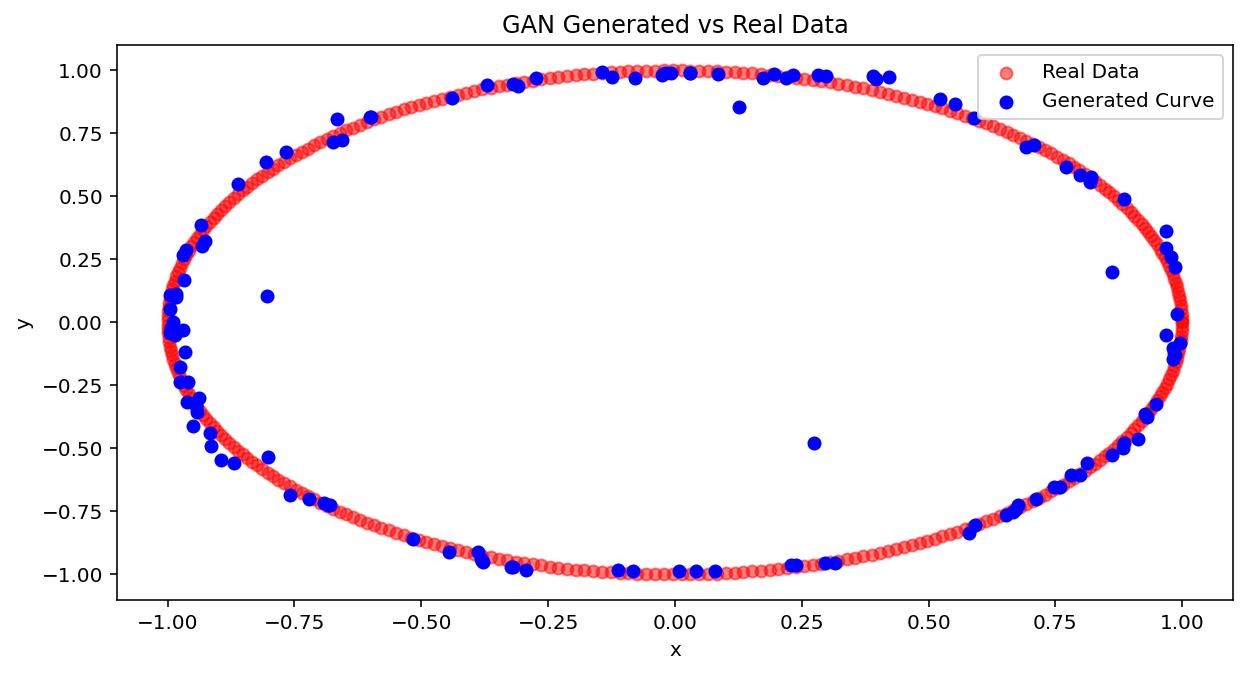 GAN Generated vs Real Data
Real Data
Generated Curve
1.00
0.75
0.50
0.25
0.00
−0.25
−0.50
−0.75
−1.00
y
−1.00 −0.75 −0.50 −0.25 0.00 0.25 0.50 0.75 1.00
x